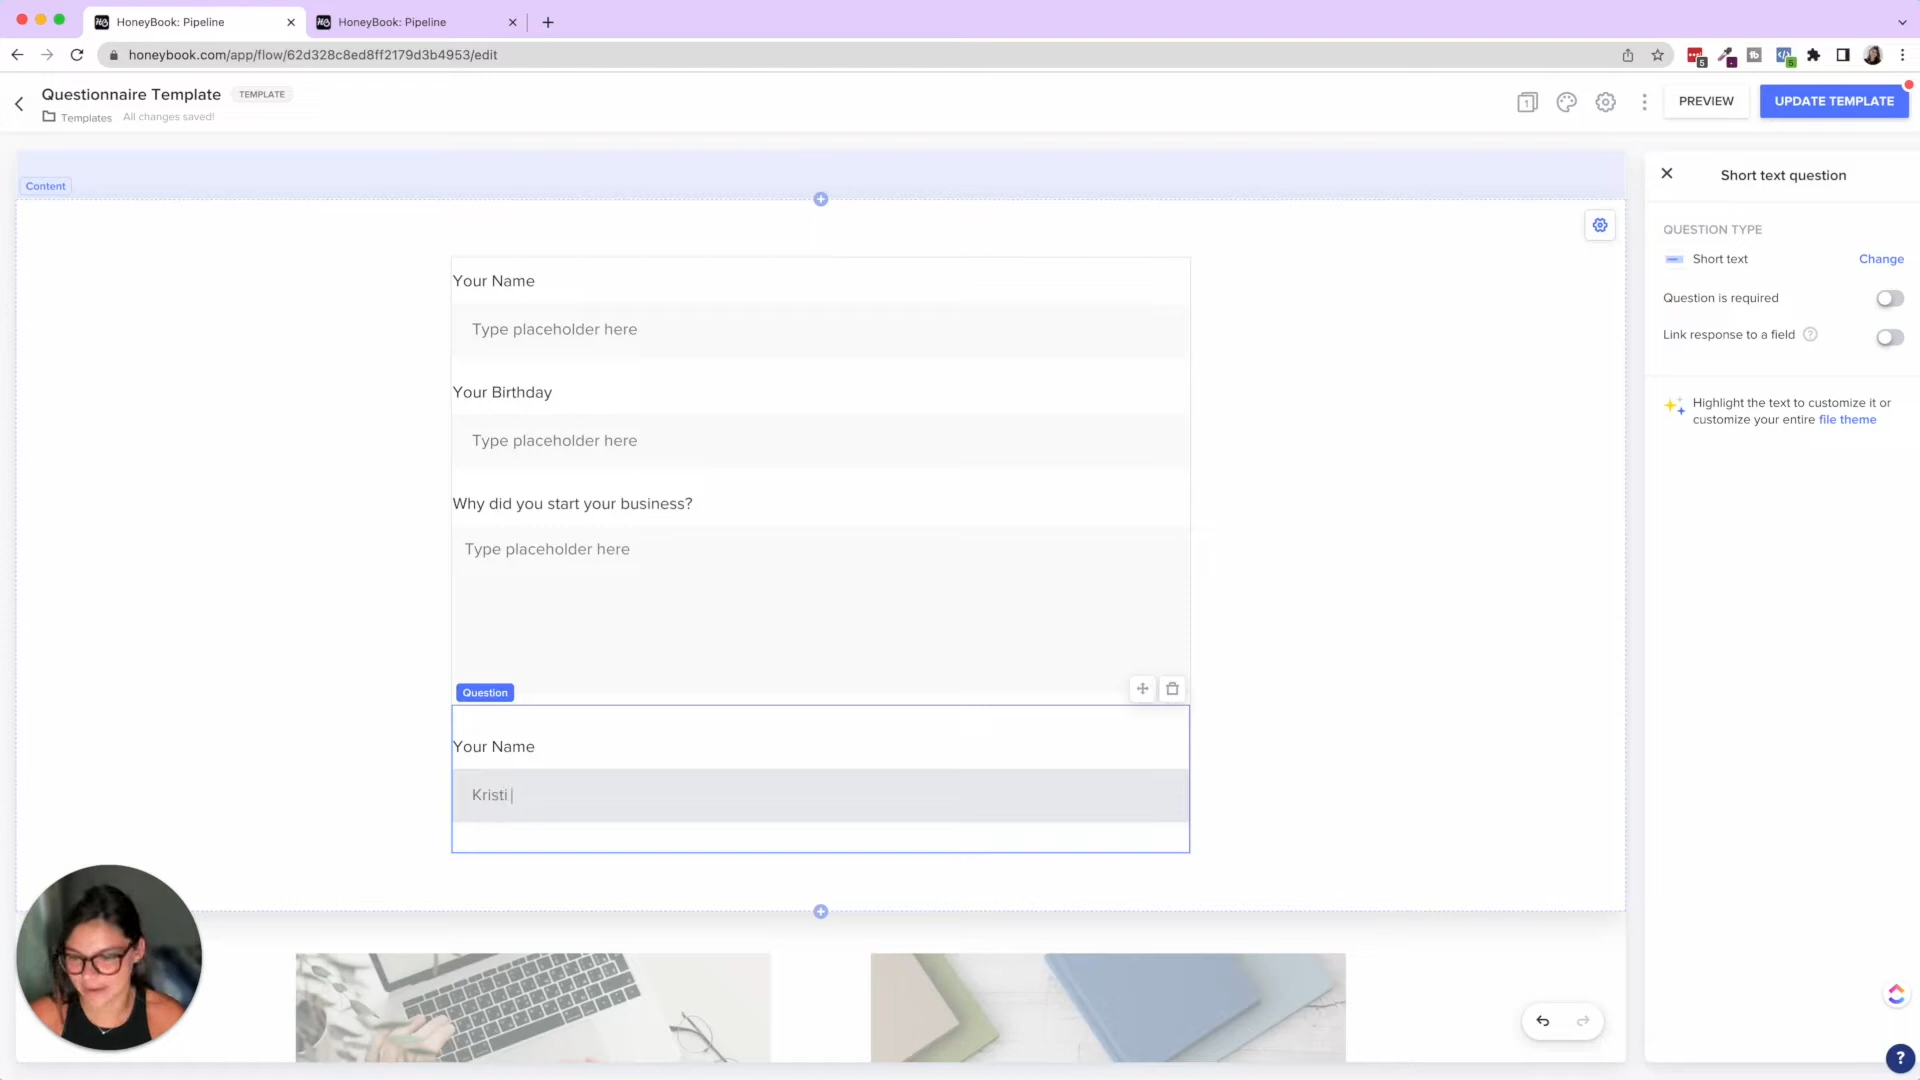 HoneyBook: Pipeline
HoneyBook: Pipeline
honeybook.com/app/flow/62d328c8ed8ff2179d3b4953/edit
Questionnaire Template
TEMPLATE
Templates
All changes saved!
1
PREVIEW
UPDATE TEMPLATE
Content
Your Name
Type placeholder here
Your Birthday
Type placeholder here
Why did you start your business?
Type placeholder here
Question
Your Name
Kristi
Short text question
QUESTION TYPE
Short text
Change
Question is required
Link response to a field ?
Highlight the text to customize it or
customize your entire file theme
?